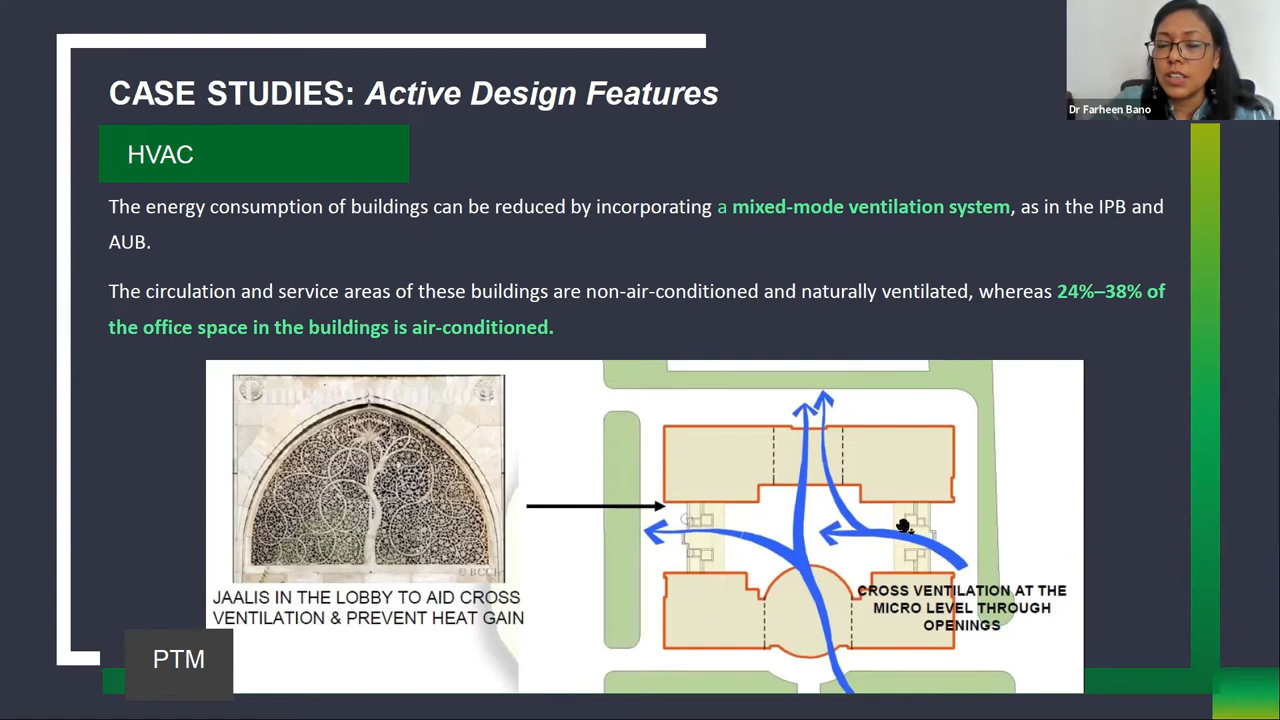 CASE STUDIES: Active Design Features
Dr Farheen Bano
HVAC
The energy consumption of buildings can be reduced by incorporating a mixed-mode ventilation system, as in the IPB and
AUB.
The circulation and service areas of these buildings are non-air-conditioned and naturally ventilated, whereas 24%–38% of
the office space in the buildings is air-conditioned.
© BCCL
JAALIS IN THE LOBBY TO AID CROSS
VENTILATION & PREVENT HEAT GAIN
CROSS VENTILATION AT THE
MICRO LEVEL THROUGH
OPENINGS
PTM